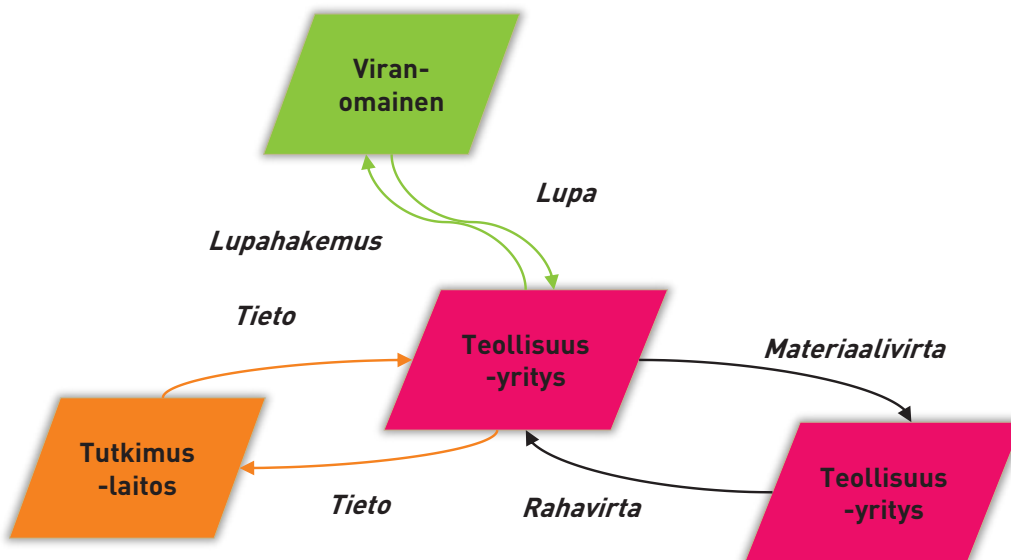 Viran-
omainen
Lupa
Lupahakemus
Tieto
Teollisuus
-yritys
Materiaalivirta
Tutkimus
-laitos
Tieto
Rahavirta
Teollisuus
-yritys